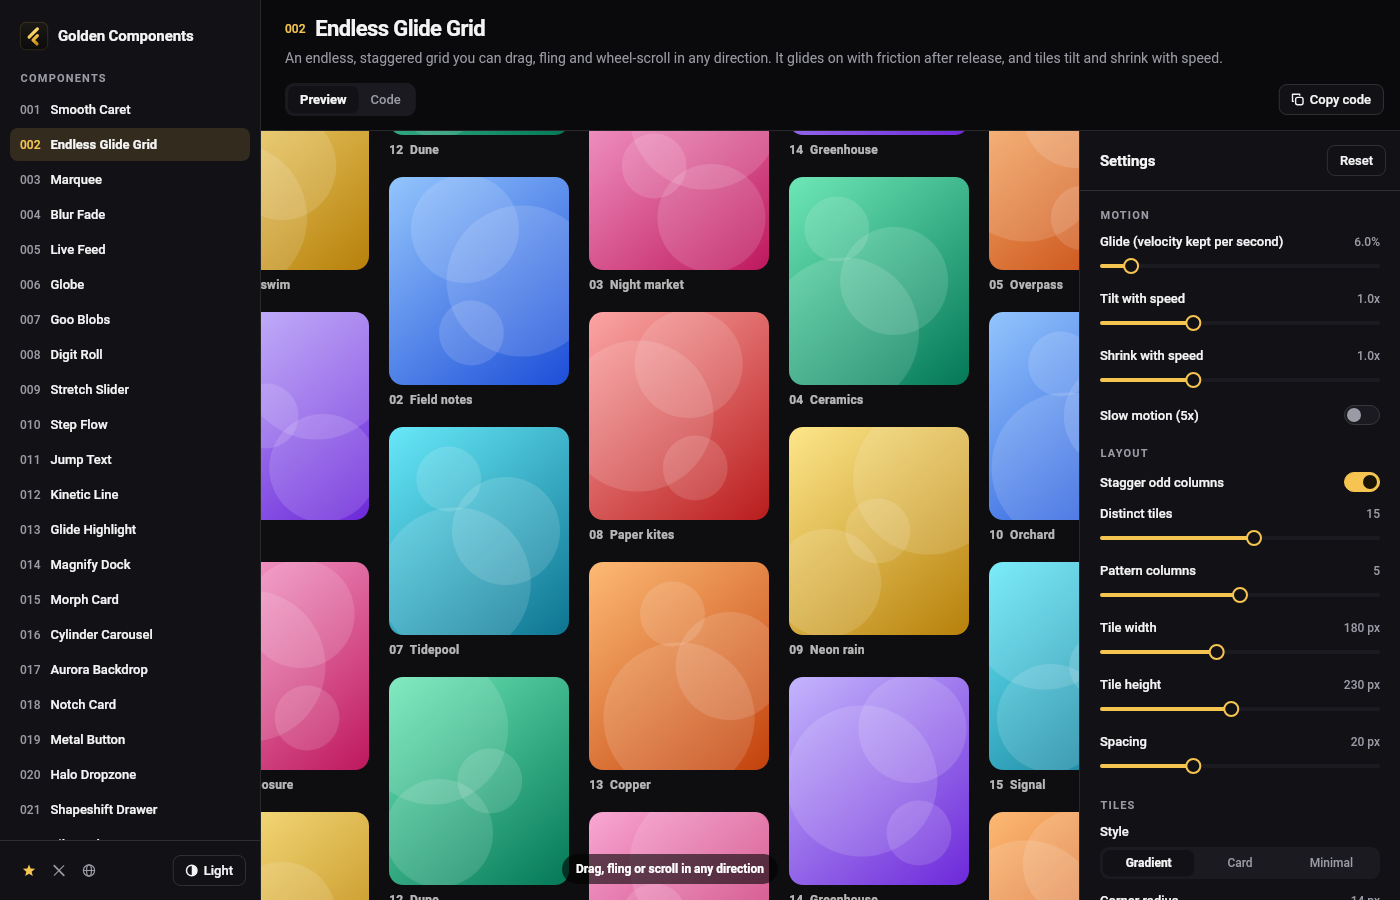 Golden Components
COMPONENTS
001 Smooth Caret
002 Endless Glide Grid
003 Marquee
004 Blur Fade
005 Live Feed
006 Globe
007 Goo Blobs
008 Digit Roll
009 Stretch Slider
010 Step Flow
011 Jump Text
012 Kinetic Line
013 Glide Highlight
014 Magnify Dock
015 Morph Card
016 Cylinder Carousel
017 Aurora Backdrop
018 Notch Card
019 Metal Button
020 Halo Dropzone
021 Shapeshift Drawer
Light
002 Endless Glide Grid
An endless, staggered grid you can drag, fling and wheel-scroll in any direction. It glides on with friction after release, and tiles tilt and shrink with speed.
Preview Code
Copy code
12 Dune
14 Greenhouse
swim
03 Night market
05 Overpass
02 Field notes
04 Ceramics
08 Paper kites
10 Orchard
07 Tidepool
09 Neon rain
osure
13 Copper
15 Signal
Drag, fling or scroll in any direction
12 Dune
14 Greenhouse
Settings
Reset
MOTION
Glide (velocity kept per second) 6.0%
Tilt with speed 1.0x
Shrink with speed 1.0x
Slow motion (5x)
LAYOUT
Stagger odd columns
Distinct tiles 15
Pattern columns 5
Tile width 180 px
Tile height 230 px
Spacing 20 px
TILES
Style
Gradient Card Minimal
Corner radius 14 px